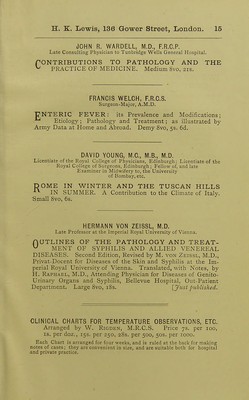 H. K. Lewis, 136 Gower Street, London. 15
JOHN R. WARDELL, M.D., F.R.C.P.
Late Consulting Physician to Tunbridge Wells General Hospital.
CONTRIBUTIONS TO PATHOLOGY AND THE
PRACTICE OF MEDICINE. Medium 8vo, 21s.
FRANCIS WELCH, F.R.C.S.
Surgeon-Major, A.M.D.
ENTERIC FEVER: its Prevalence and Modifications;
Etiology; Pathology and Treatment; as illustrated by
Army Data at Home and Abroad. Demy 8vo, 5s. 6d.
DAVID YOUNG, M.C., M.B., M.D.
Licentiate of the Royal College of Physicians, Edinburgh; Licentiate of the
Royal College of Surgeons, Edinburgh; Fellow of, and late
Examiner in Midwifery to, the University
of Bombay, etc.
ROME IN WINTER AND THE TUSCAN HILLS
IN SUMMER. A Contribution to the Climate of Italy.
Small 8vo, 6s.
HERMANN VON ZEISSL, M.D.
Late Professor at the Imperial Royal University of Vienna.
OUTLINES OF THE PATHOLOGY AND TREAT-
MENT OF SYPHILIS AND ALLIED VENEREAL
DISEASES. Second Edition, Revised by M. VON ZEISSL, M.D.,
Privat-Docent for Diseases of the Skin and Syphilis at the Im-
perial Royal University of Vienna. Translated, with Notes, by
H. RAPHAEL, M.D., Attending Physician for Diseases of Genito-
Urinary Organs and Syphilis, Bellevue Hospital, Out-Patient
Department. Large 8vo, 18s. [Just published.
CLINICAL CHARTS FOR TEMPERATURE OBSERVATIONS, ETC.
Arranged by W. RIGDEN, M.R.C.S. Price 7s. per 100,
1s. per doz., 15s. per 250, 28s. per 500, 50s. per 1000.
Each Chart is arranged for four weeks, and is ruled at the back for making
notes of cases; they are convenient in size, and are suitable both for hospital
and private practice.